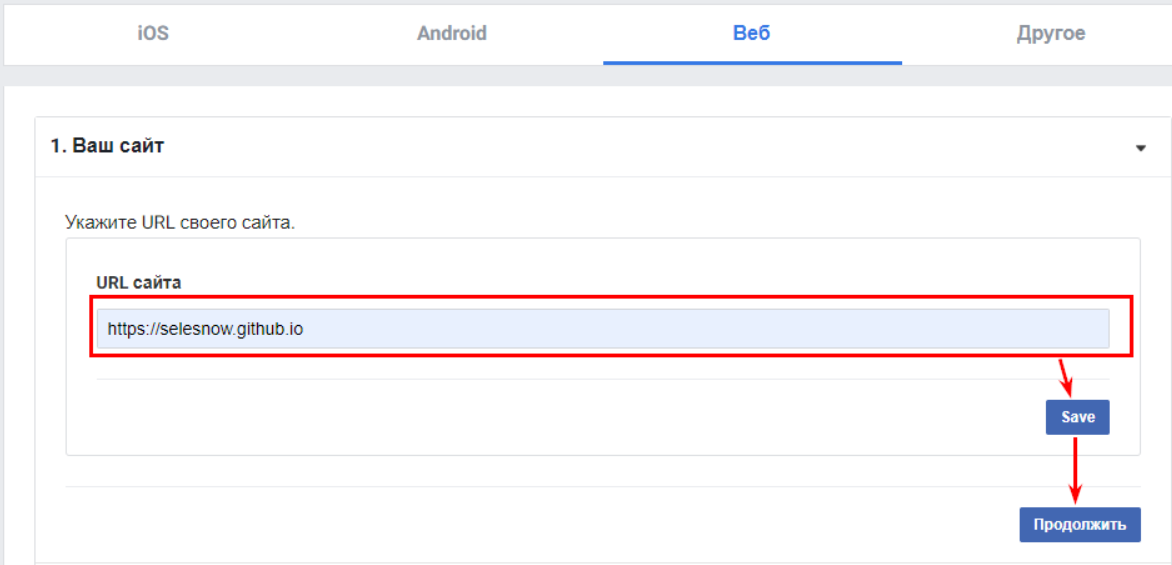 iOS Android Веб Другое
1. Ваш сайт
Укажите URL своего сайта.
URL сайта
https://selesnow.github.io
Save
Продолжить